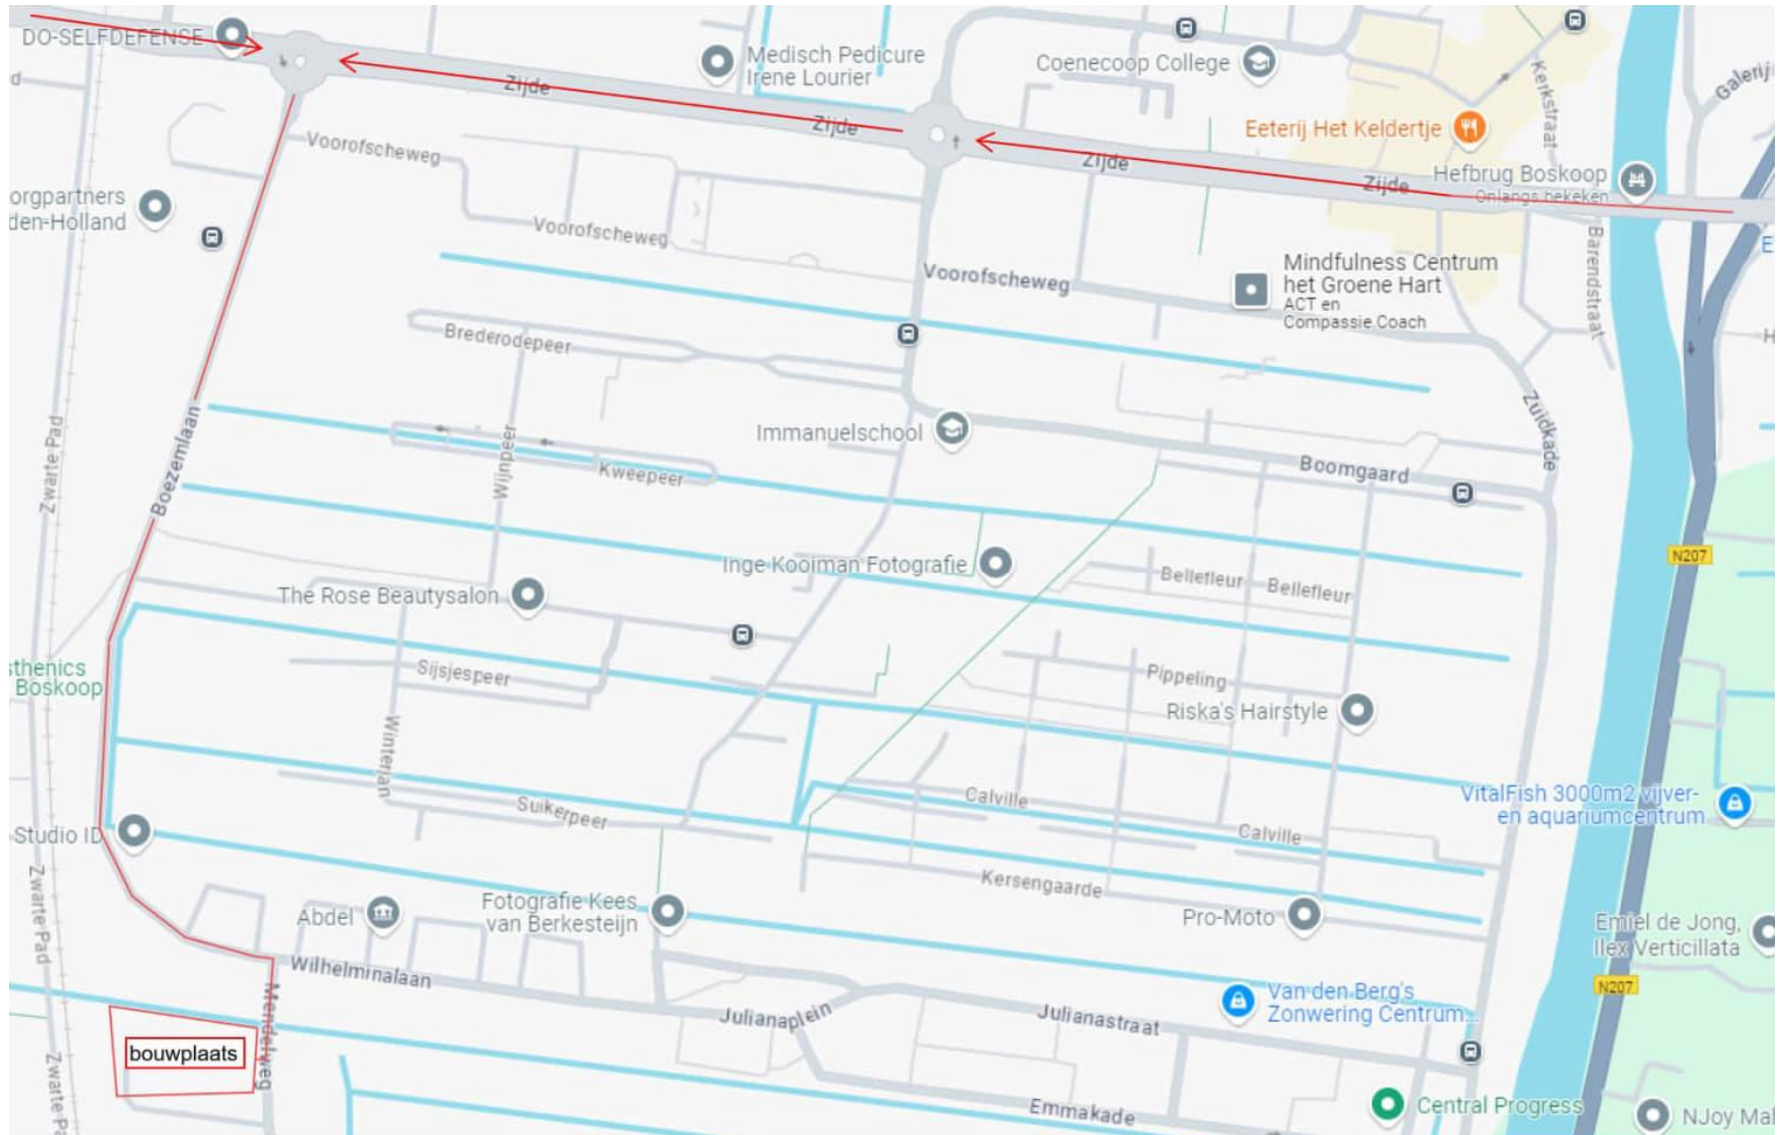 DO-SELFDEFENSE
Medisch Pedicure
Irene Lourier
Coenecoop College
Galerij
Kerkstraat
Zijde
Zijde
Eeterij Het Keldertje
Zijde
Zijde
Hefbrug Boskoop
Onlangs bekeken
Voorofscheweg
orgpartners
den-Holland
Voorofscheweg
Voorofscheweg
Mindfulness Centrum
het Groene Hart
ACT en
Compassie Coach
Barendstraat
E
H
Brederodepeer
Zuidkade
Boezemlaan
Zwarte Pad
Wijnpeer
Kweepeer
Immanuelschool
Boomgaard
N207
Inge Kooiman Fotografie
Bellefleur
Bellefleur
The Rose Beautysalon
sthenics
Boskoop
Sijsjespeer
Pippeling
Riska's Hairstyle
Winterjan
Suikerpeer
Calville
Calville
VitalFish 3000m2 vijver-
en aquariumcentrum
Studio ID
Zwarte Pad
Kersengaarde
Abdel
Fotografie Kees
van Berkesteijn
Pro-Moto
Emiel de Jong,
Ilex Verticillata
Wilhelminalaan
N207
Mendelweg
Julianaplein
Julianastraat
Van den Berg's
Zonwering Centrum...
bouwplaats
Zwarte Pa
Emmakade
Central Progress
NJoy Mal